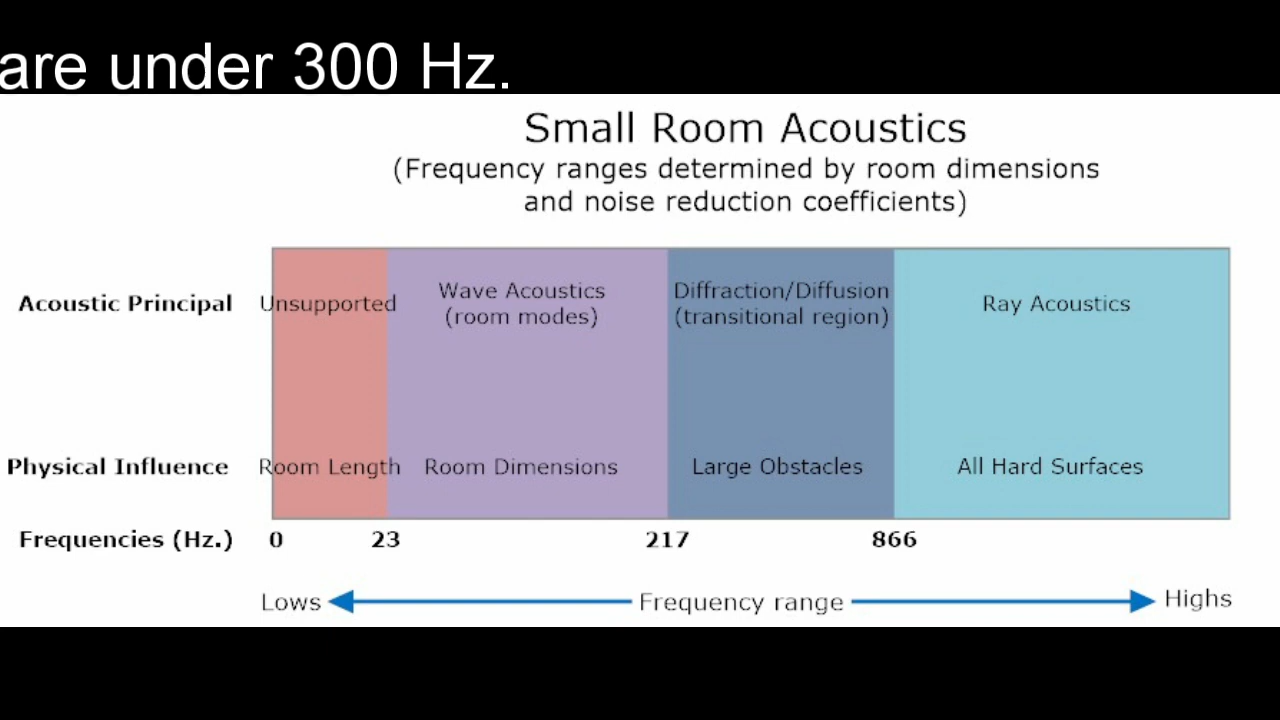 are under 300 Hz.
Small Room Acoustics
(Frequency ranges determined by room dimensions
and noise reduction coefficients)
Acoustic Principal
Unsupported
Wave Acoustics
(room modes)
Diffraction/Diffusion
(transitional region)
Ray Acoustics
Physical Influence
Room Length
Room Dimensions
Large Obstacles
All Hard Surfaces
Frequencies (Hz.)
0
23
217
866
Lows
Frequency range
Highs